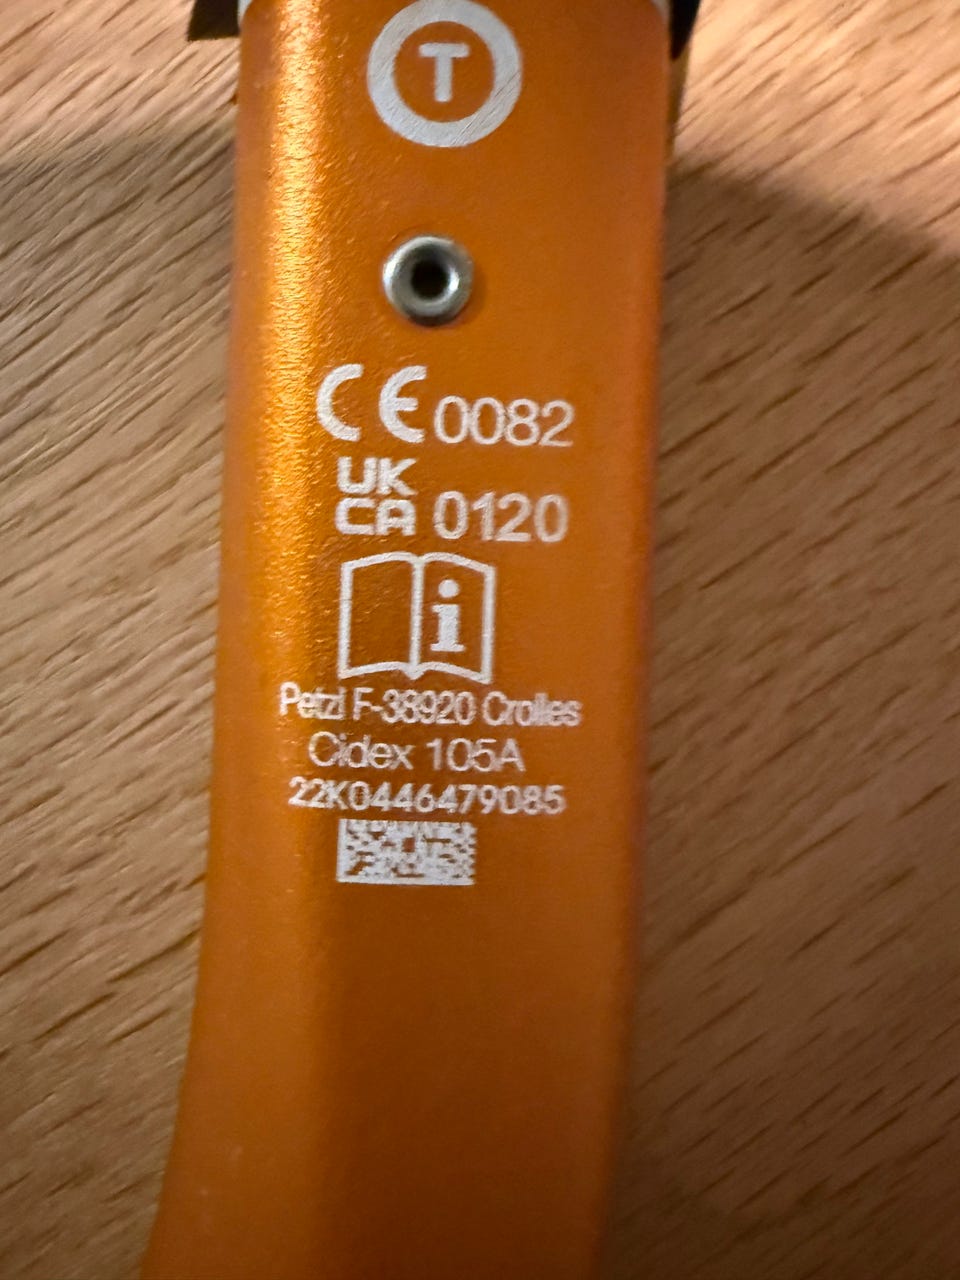 T
CE 0082
UK
CA 0120
i
Petzl F-38920 Crolles
Cidex 105A
22K0446479085